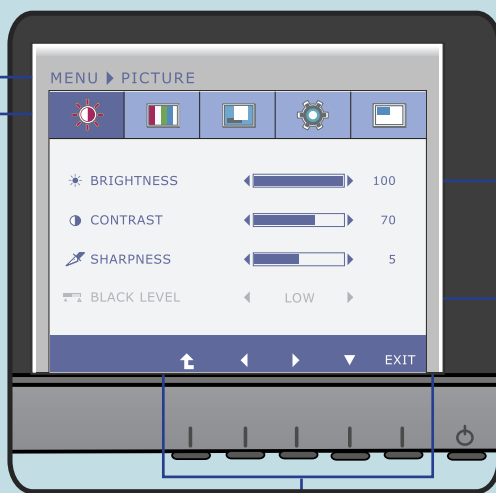 MENU PICTURE
BRIGHTNESS 100
CONTRAST 70
SHARPNESS 5
BLACK LEVEL LOW
EXIT